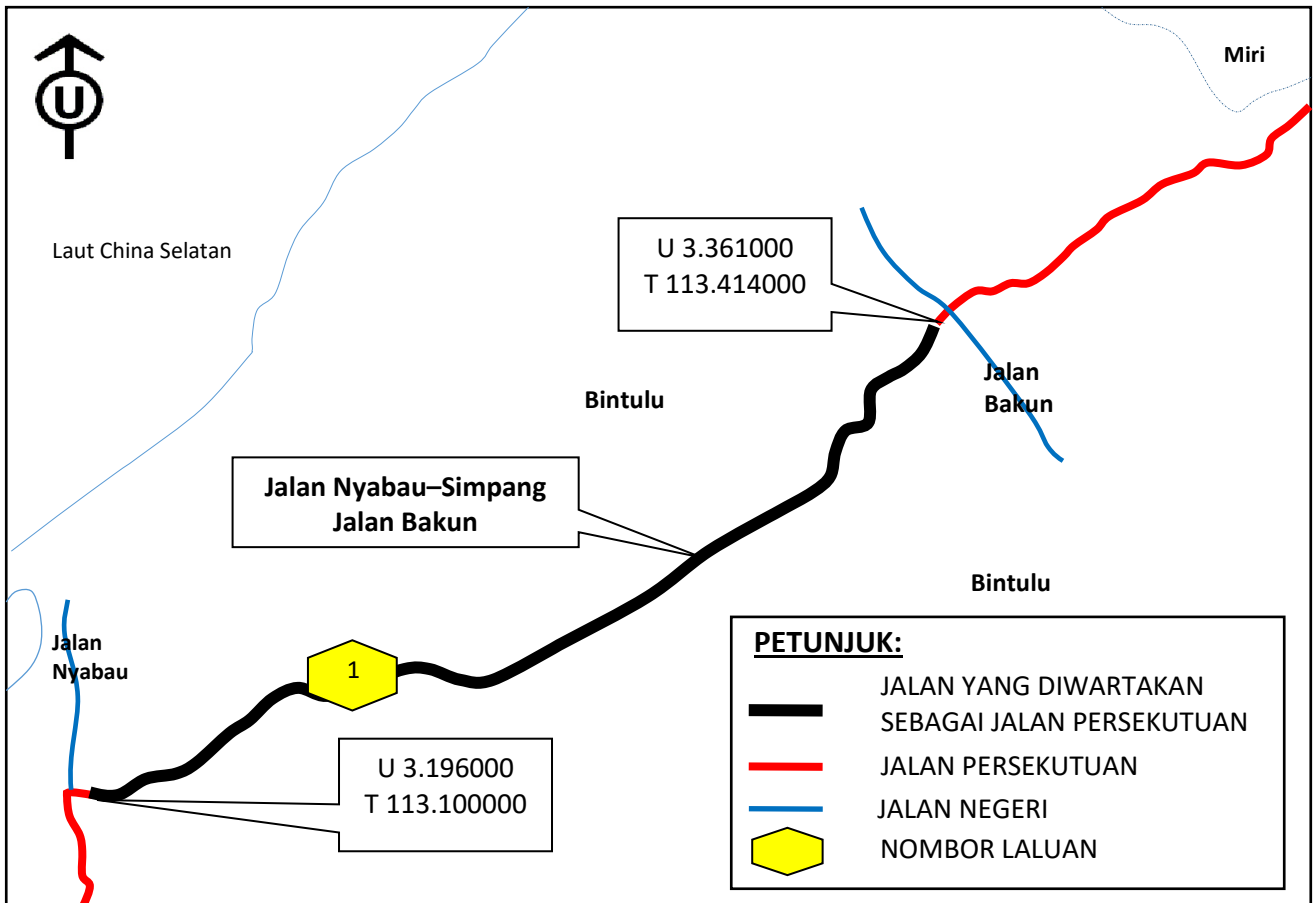 U
Miri
Laut China Selatan
U 3.361000
T 113.414000
Jalan
Bakun
Bintulu
Jalan Nyabau–Simpang
Jalan Bakun
Bintulu
Jalan
Nyabau
1
U 3.196000
T 113.100000
PETUNJUK:
JALAN YANG DIWARTAKAN
SEBAGAI JALAN PERSEKUTUAN
JALAN PERSEKUTUAN
JALAN NEGERI
NOMBOR LALUAN